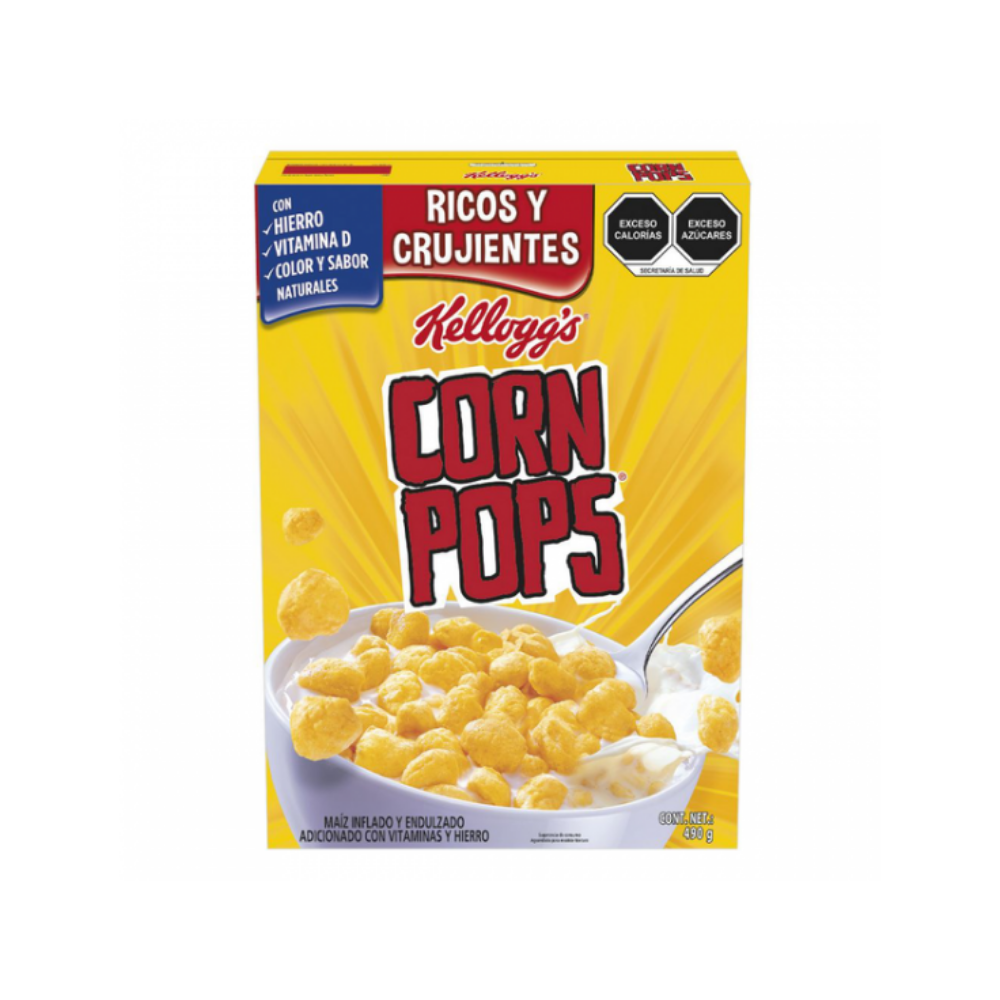 Kellogg's
CORN
POPS
CON
HIERRO
VITAMINA D
COLOR Y SABOR
NATURALES
RICOS Y
CRUJIENTES
EXCESO
CALORÍAS
EXCESO
AZÚCARES
SECRETARÍA DE SALUD
Kellogg's
CORN
POPS
MAÍZ INFLADO Y ENDULZADO
ADICIONADO CON VITAMINAS Y HIERRO
CONT. NET.:
490 g